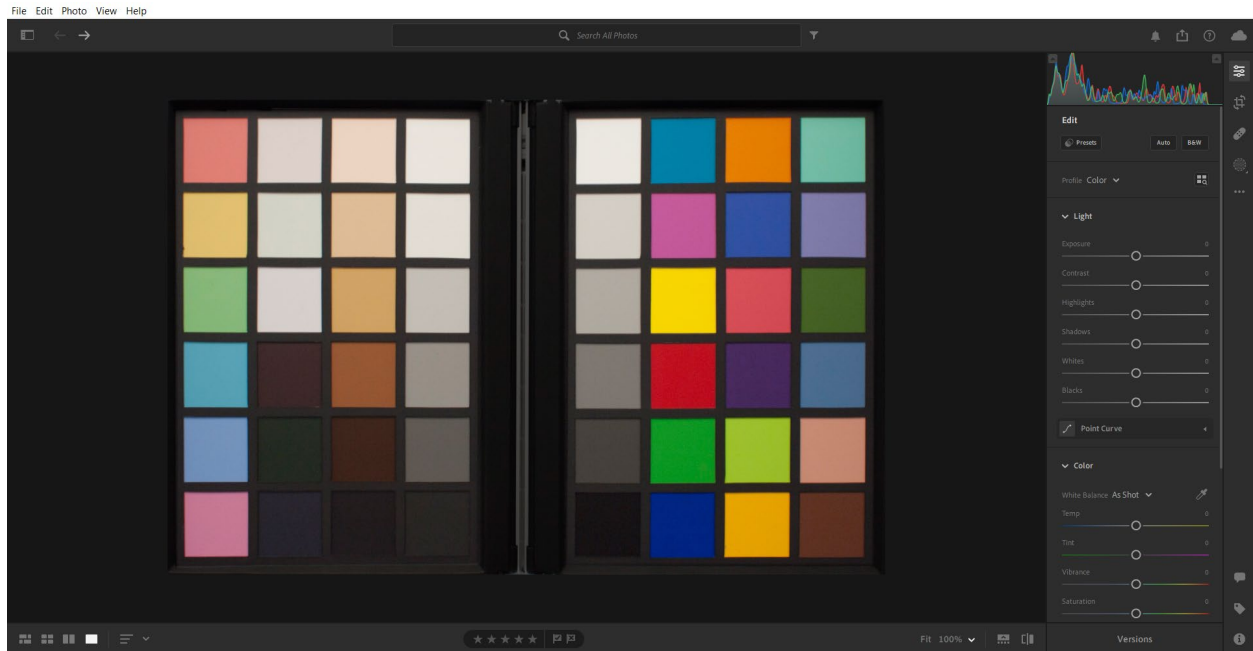 File Edit Photo View Help
Search All Photos
Edit
Presets Auto B&W
Profile Color
Light
Exposure 0
Contrast 0
Highlights 0
Shadows 0
Whites 0
Blacks 0
Point Curve
Color
White Balance As Shot
Temp 0
Tint 0
Vibrance 0
Saturation 0
Fit 100%
Versions